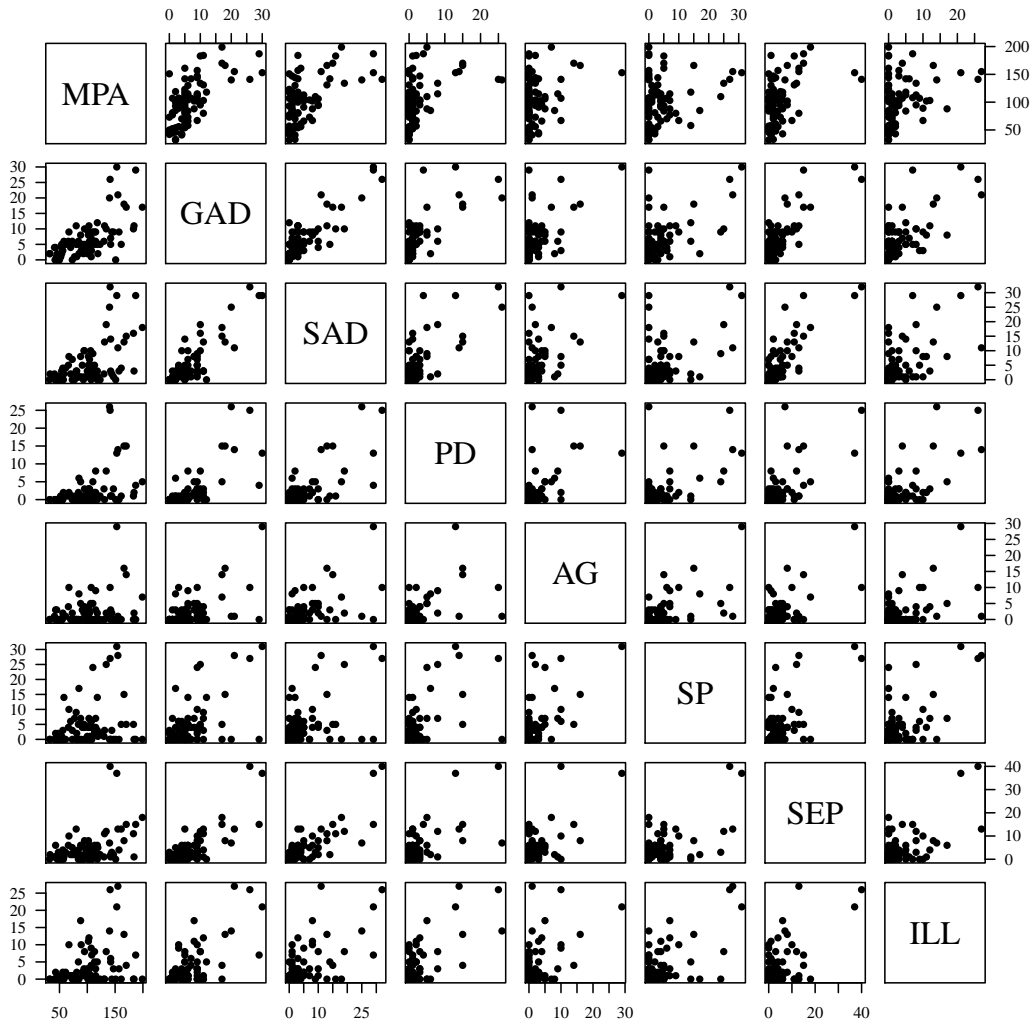 0 10 30 0 10 20 0 10 30 0 10 20
MPA 50 100 150 200
0 5 10 15 20 25 30 GAD
SAD 0 5 10 15 20 25 30
0 5 10 15 20 25 PD
AG 0 5 10 15 20 25 30
0 5 10 15 20 25 30 SP
SEP 0 10 20 30 40
0 5 10 15 20 25 ILL
50 150 0 10 25 0 10 20 30 0 20 40